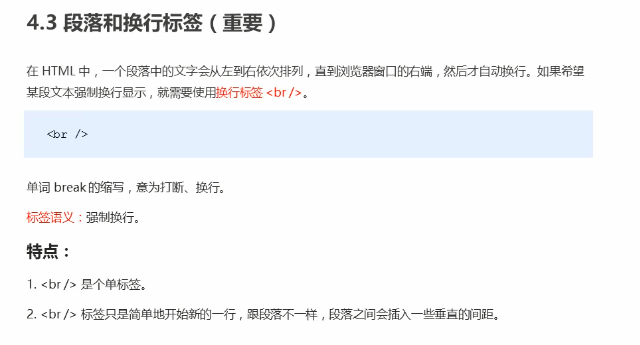 4.3 段落和换行标签（重要）
在 HTML 中，一个段落中的文字会从左到右依次排列，直到浏览器窗口的右端，然后才自动换行。如果希望
某段文本强制换行显示，就需要使用换行标签 <br />。
<br />
单词 break 的缩写，意为打断、换行。
标签语义：强制换行。
特点：
1. <br /> 是个单标签。
2. <br /> 标签只是简单地开始新的一行，跟段落不一样，段落之间会插入一些垂直的间距。